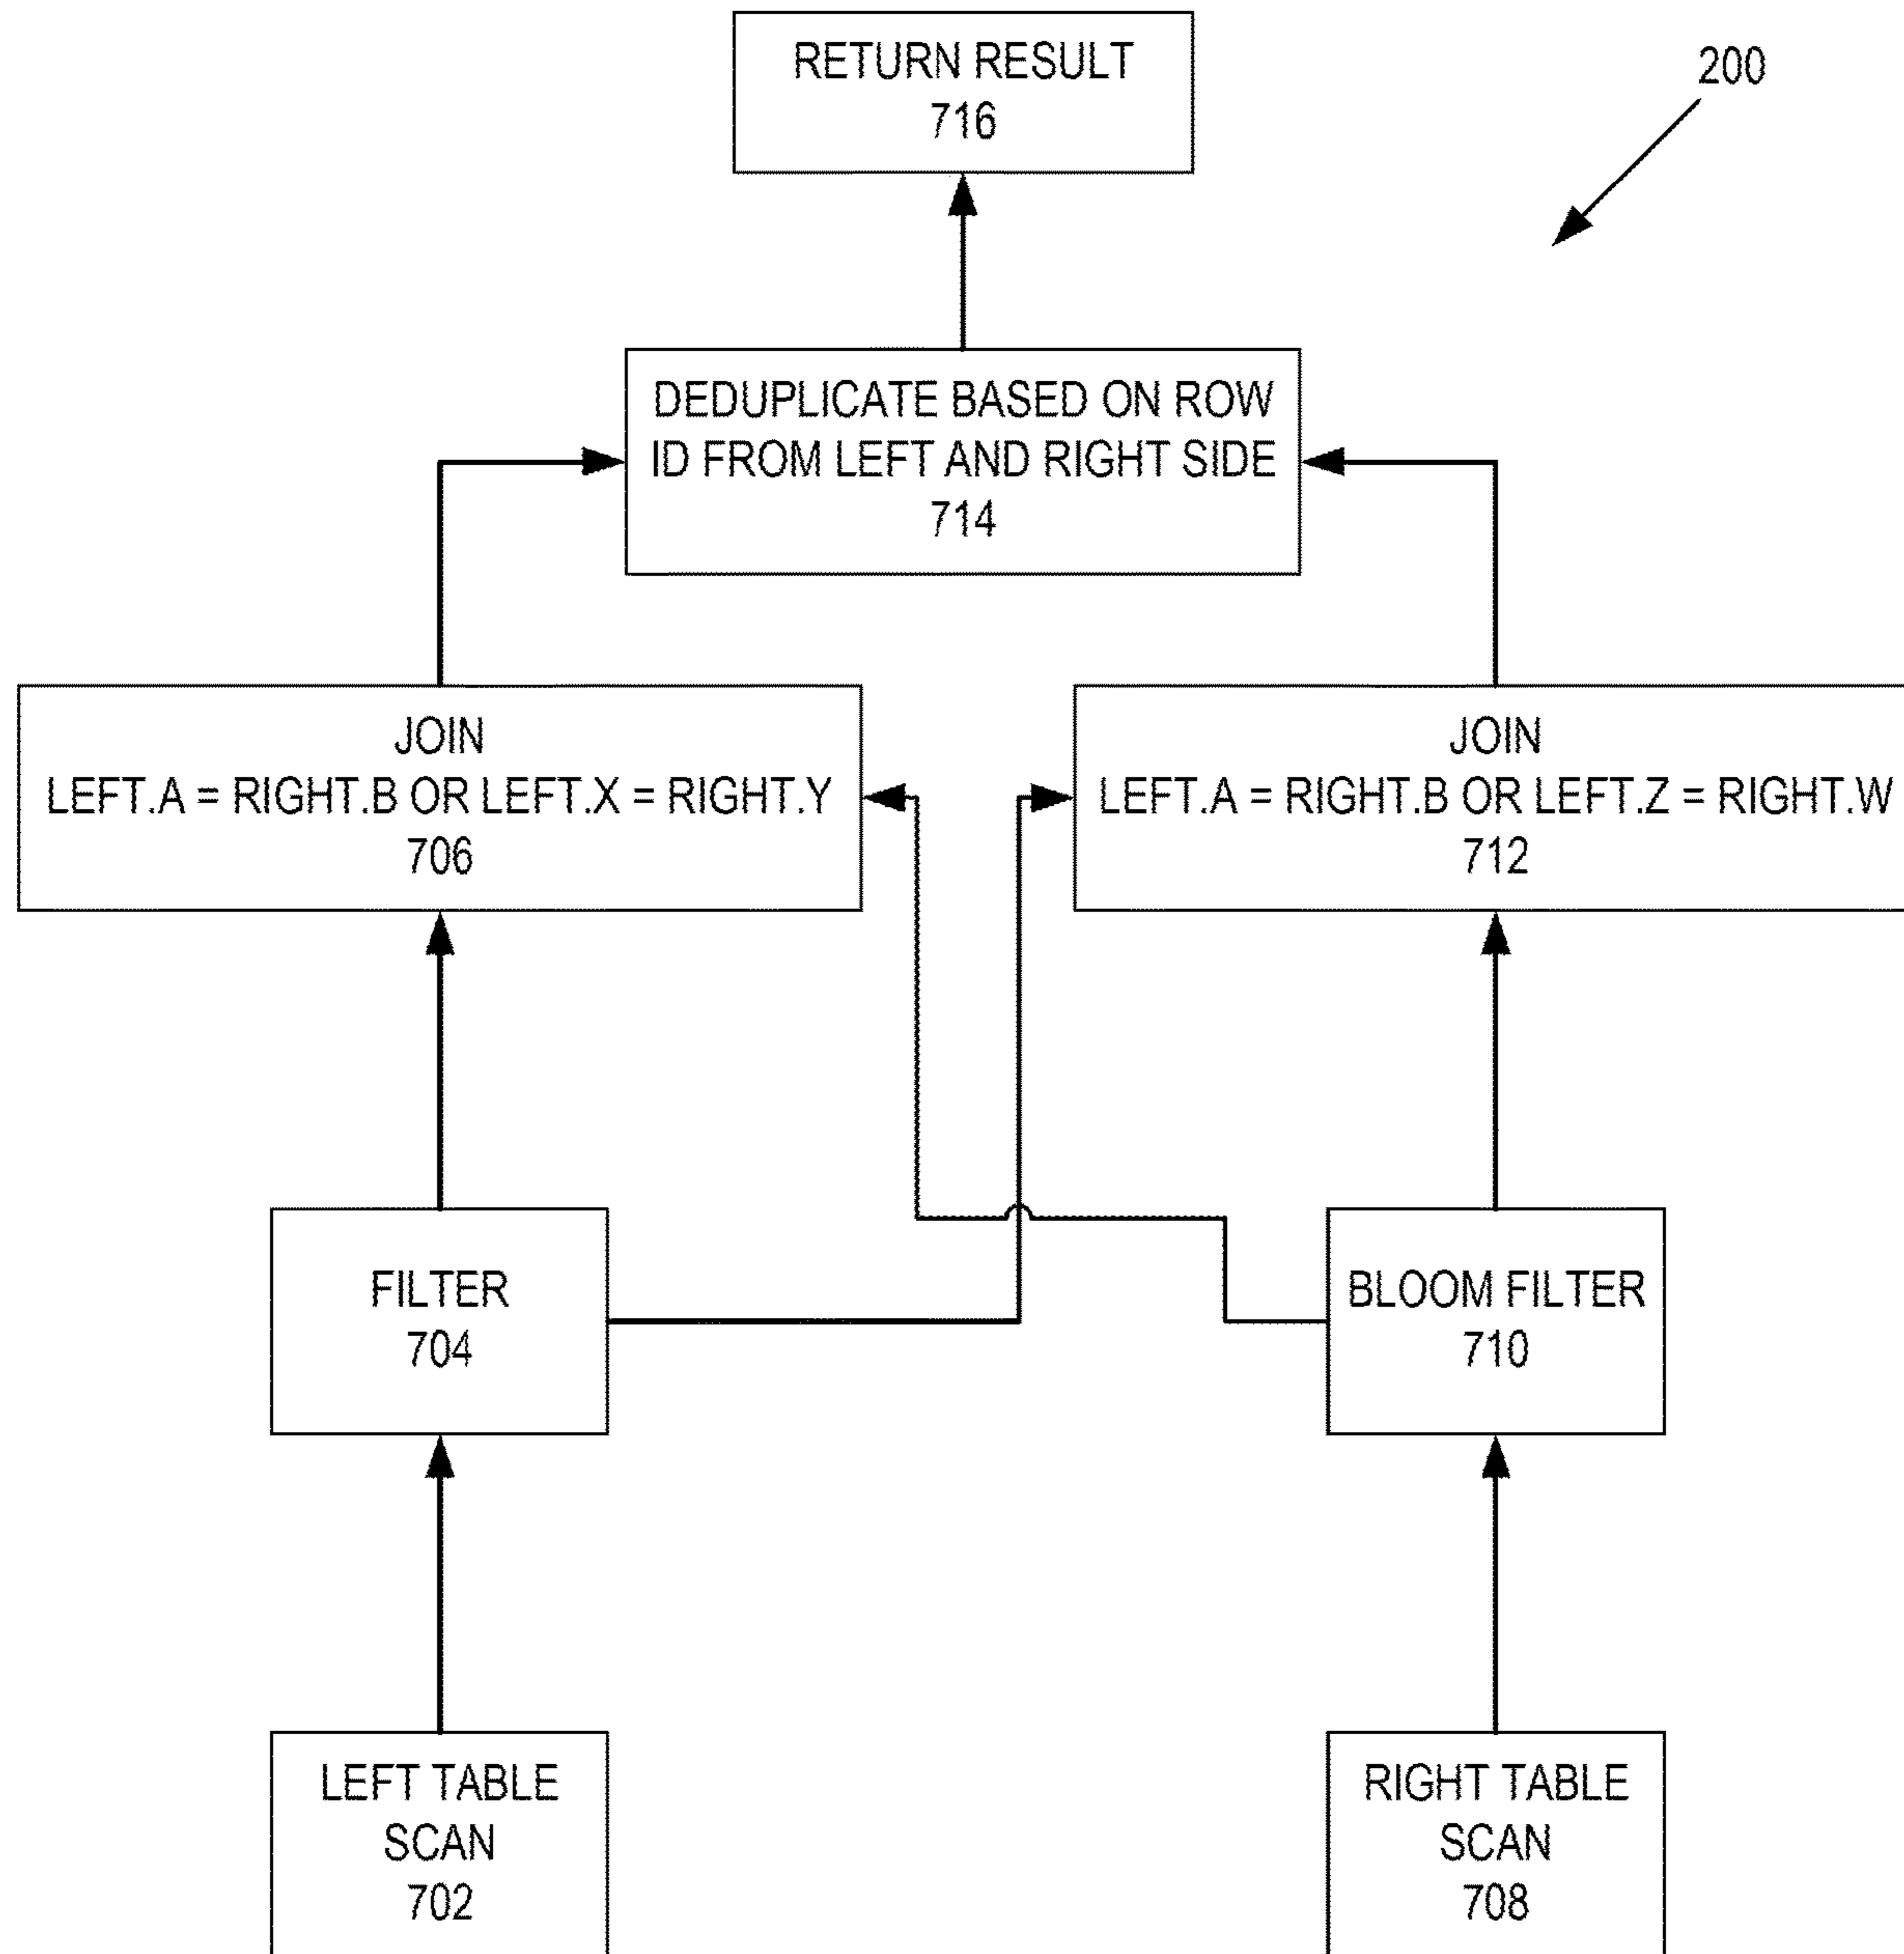 RETURN RESULT
716
200
DEDUPLICATE BASED ON ROW
ID FROM LEFT AND RIGHT SIDE
714
JOIN
LEFT.A = RIGHT.B OR LEFT.X = RIGHT.Y
706
JOIN
LEFT.A = RIGHT.B OR LEFT.Z = RIGHT.W
712
FILTER
704
BLOOM FILTER
710
LEFT TABLE
SCAN
702
RIGHT TABLE
SCAN
708